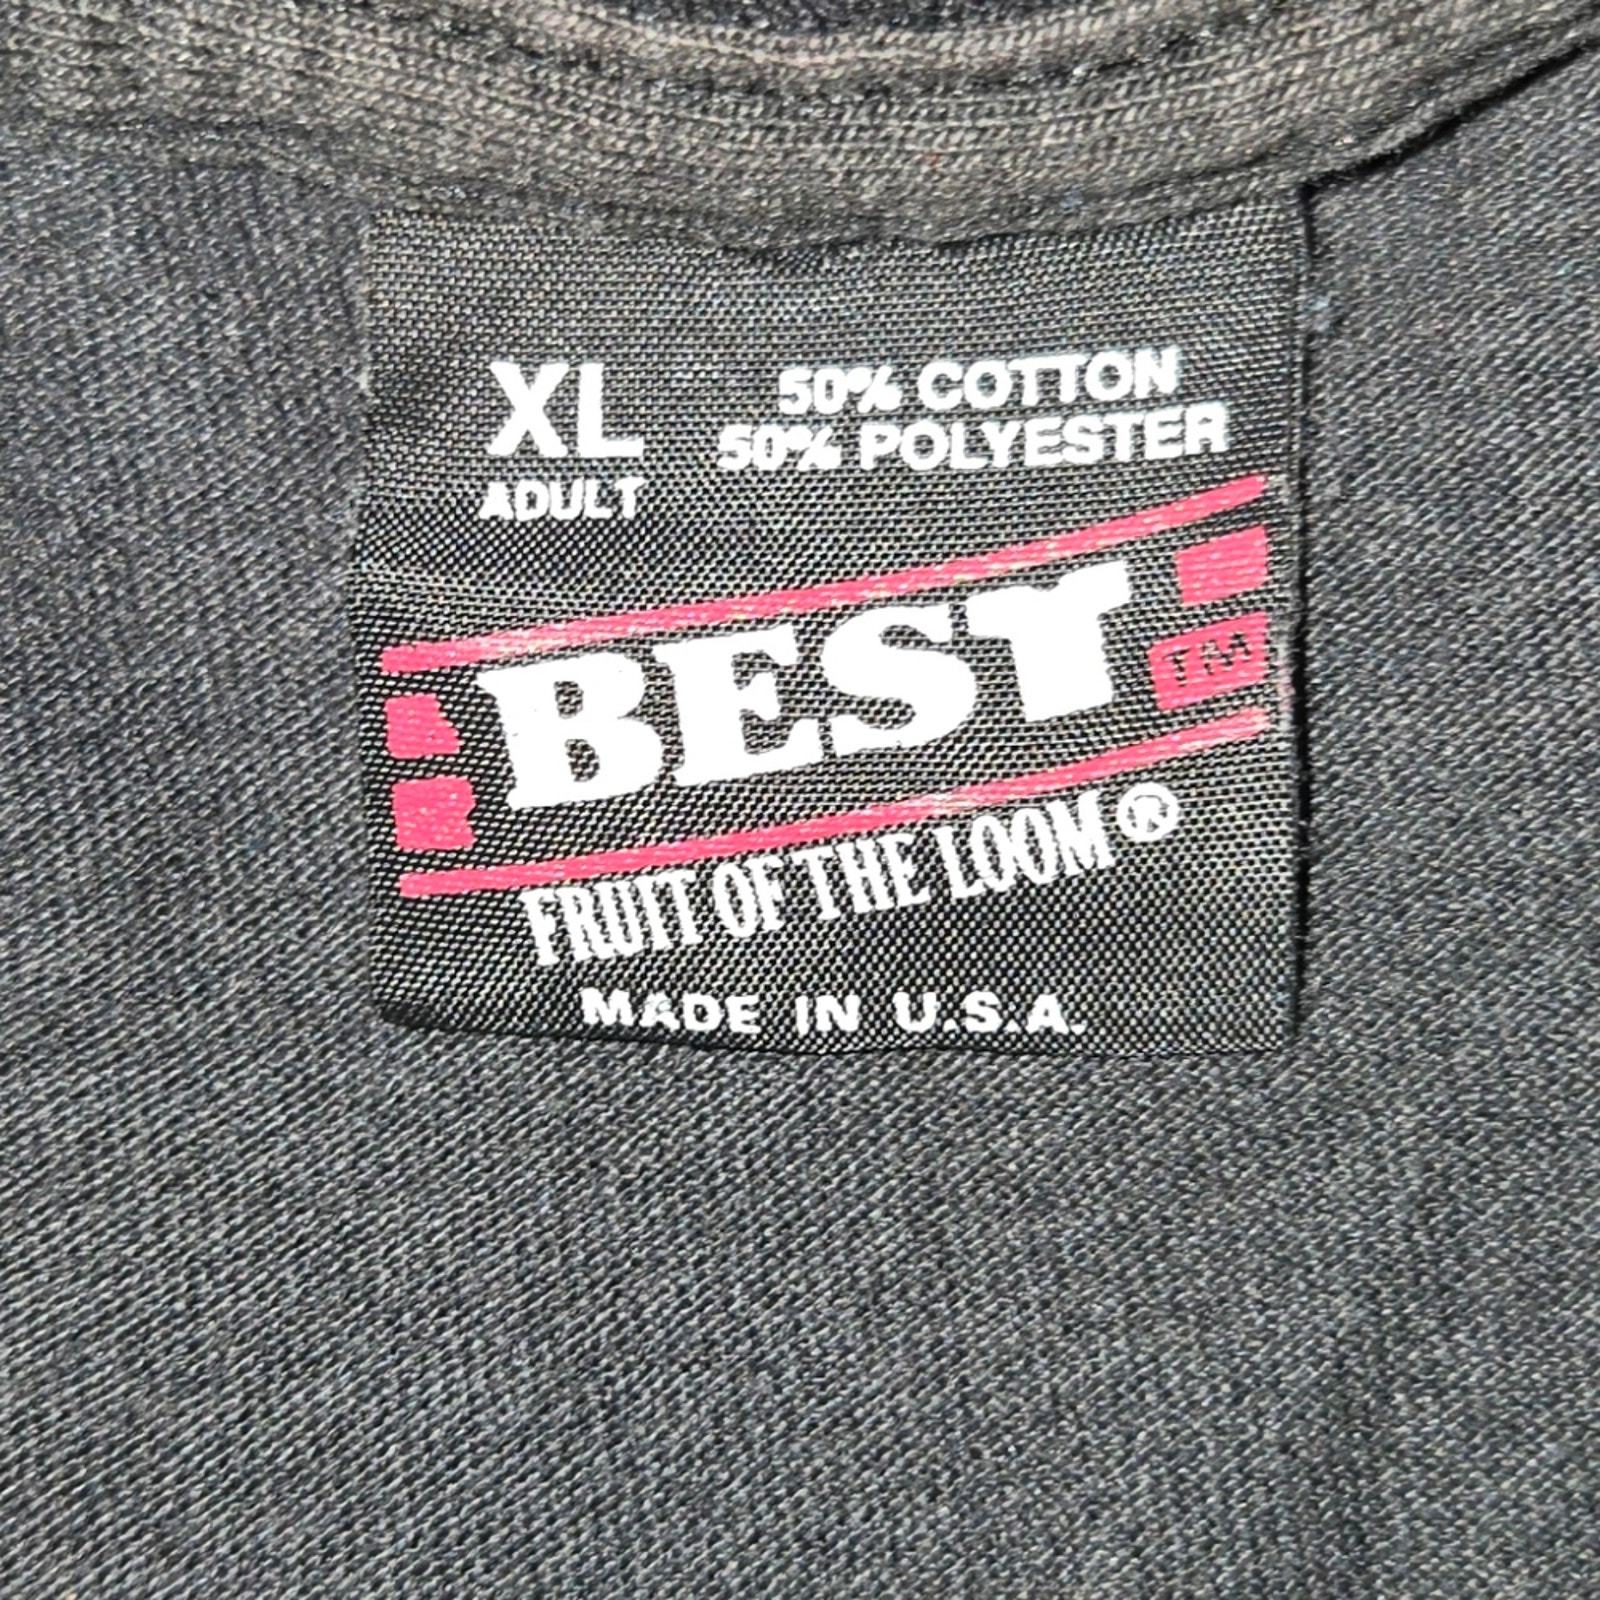 XL
ADULT
50% COTTON
50% POLYESTER
BEST
TM
FRUIT OF THE LOOM®
MADE IN U.S.A.